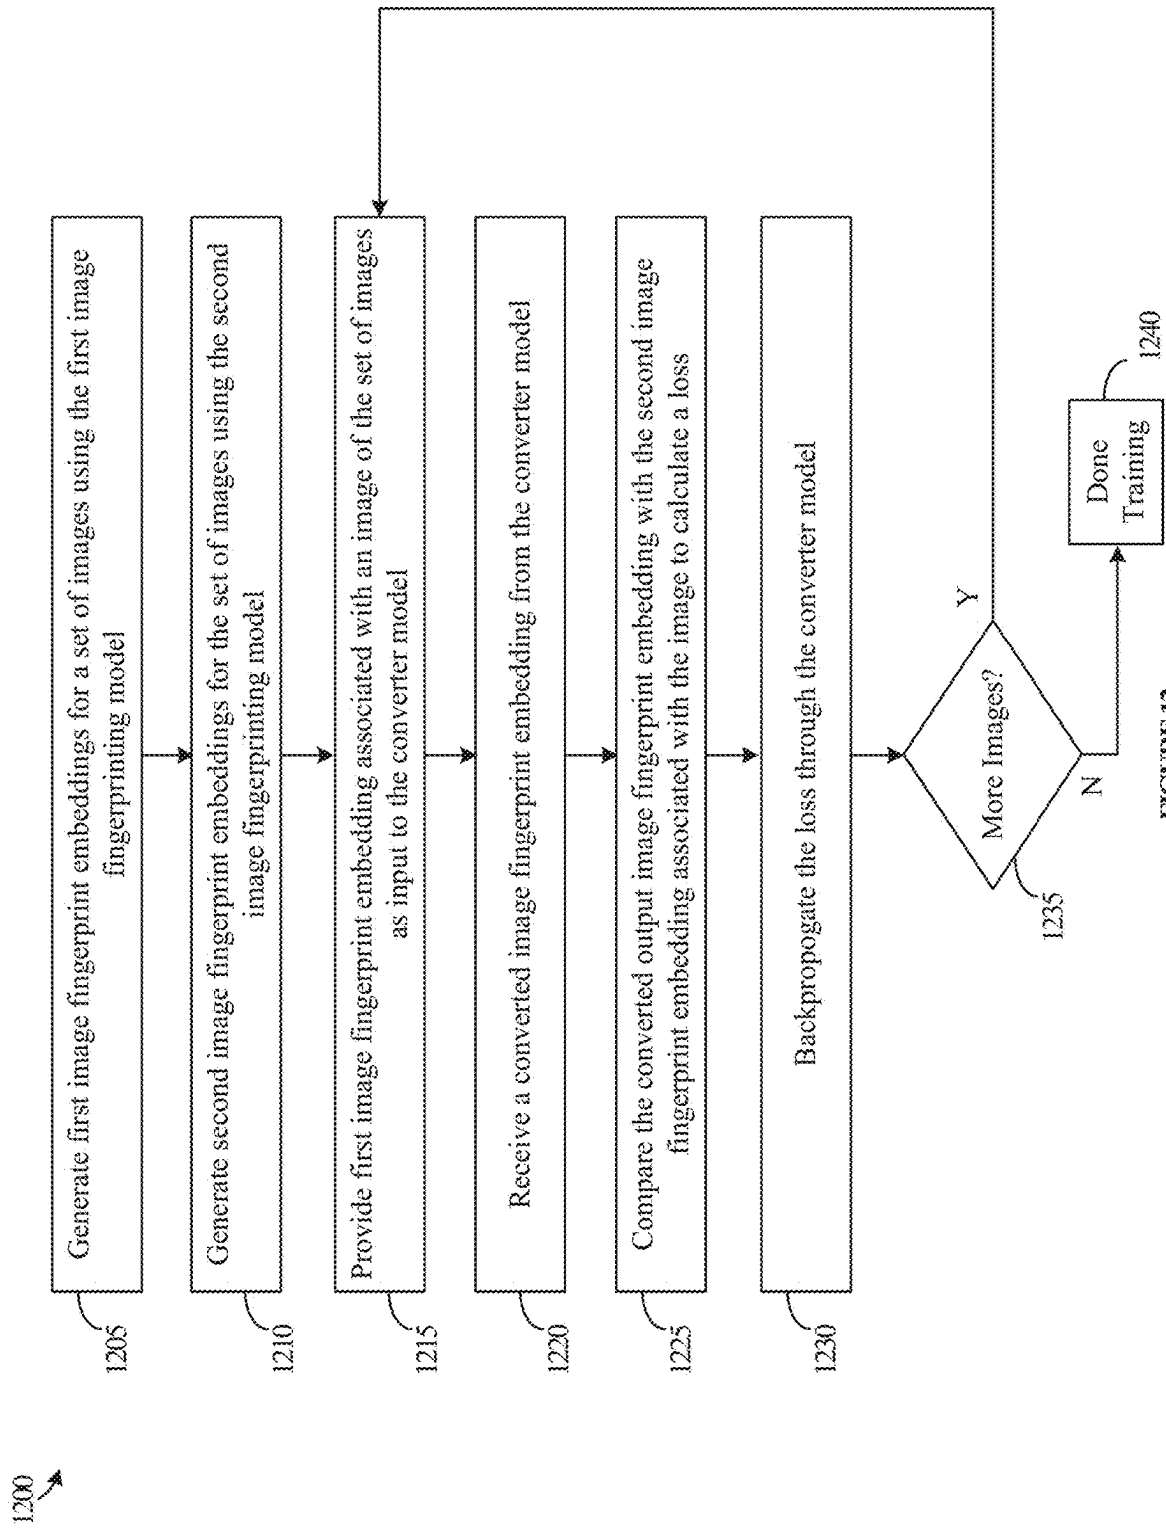 1200
1205
Generate first image fingerprint embeddings for a set of images using the first image
fingerprinting model
1210
Generate second image fingerprint embeddings for the set of images using the second
image fingerprinting model
1215
Provide first image fingerprint embedding associated with an image of the set of images
as input to the converter model
1220
Receive a converted image fingerprint embedding from the converter model
1225
Compare the converted output image fingerprint embedding with the second image
fingerprint embedding associated with the image to calculate a loss
1230
Backpropogate the loss through the converter model
1235
More Images?
Y
N
Done
Training
1240